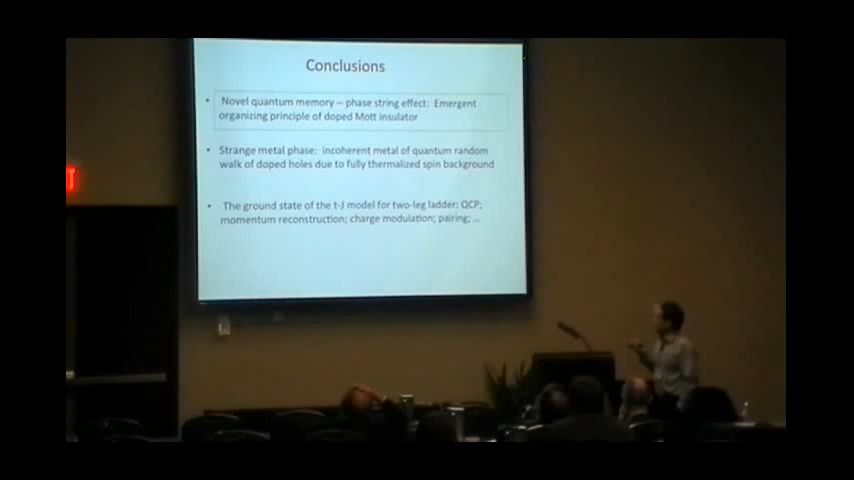 Conclusions
• Novel quantum memory – phase string effect: Emergent
organizing principle of doped Mott insulator
• Strange metal phase: incoherent metal of quantum random
walk of doped holes due to fully thermalized spin background
• The ground state of the t-J model for two-leg ladder: QCP;
momentum reconstruction; charge modulation; pairing; ...